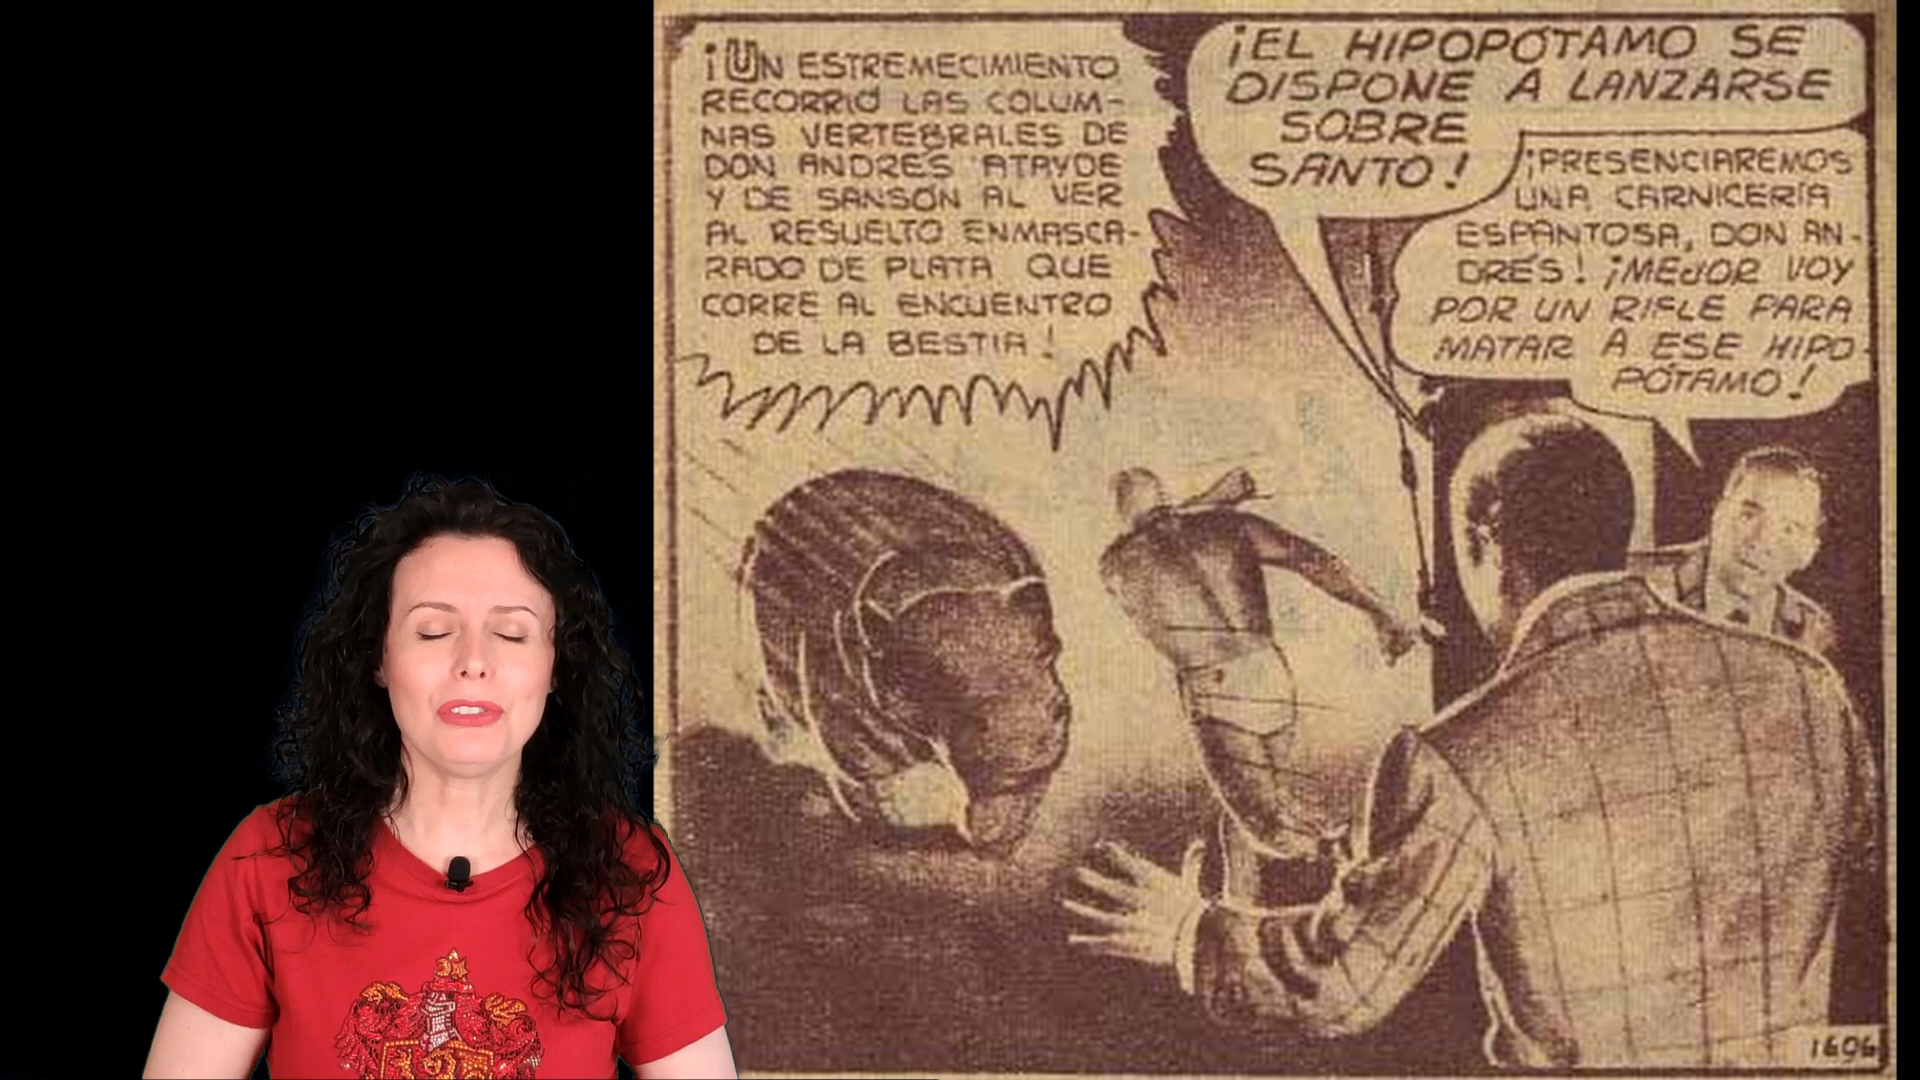 ¡UN ESTREMECIMIENTO
RECORRIÓ LAS COLUM-
NAS VERTEBRALES DE
DON ANDRÉS ATAYDE
Y DE SANSÓN AL VER
AL RESUELTO ENMASCA-
RADO DE PLATA QUE
CORRE AL ENCUENTRO
DE LA BESTIA!
¡EL HIPOPÓTAMO SE
DISPONE A LANZARSE
SOBRE
SANTO!
¡PRESENCIAREMOS
UNA CARNICERÍA
ESPANTOSA, DON AN-
DRÉS! ¡MEJOR VOY
POR UN RIFLE PARA
MATAR A ESE HIPO-
PÓTAMO!
1696